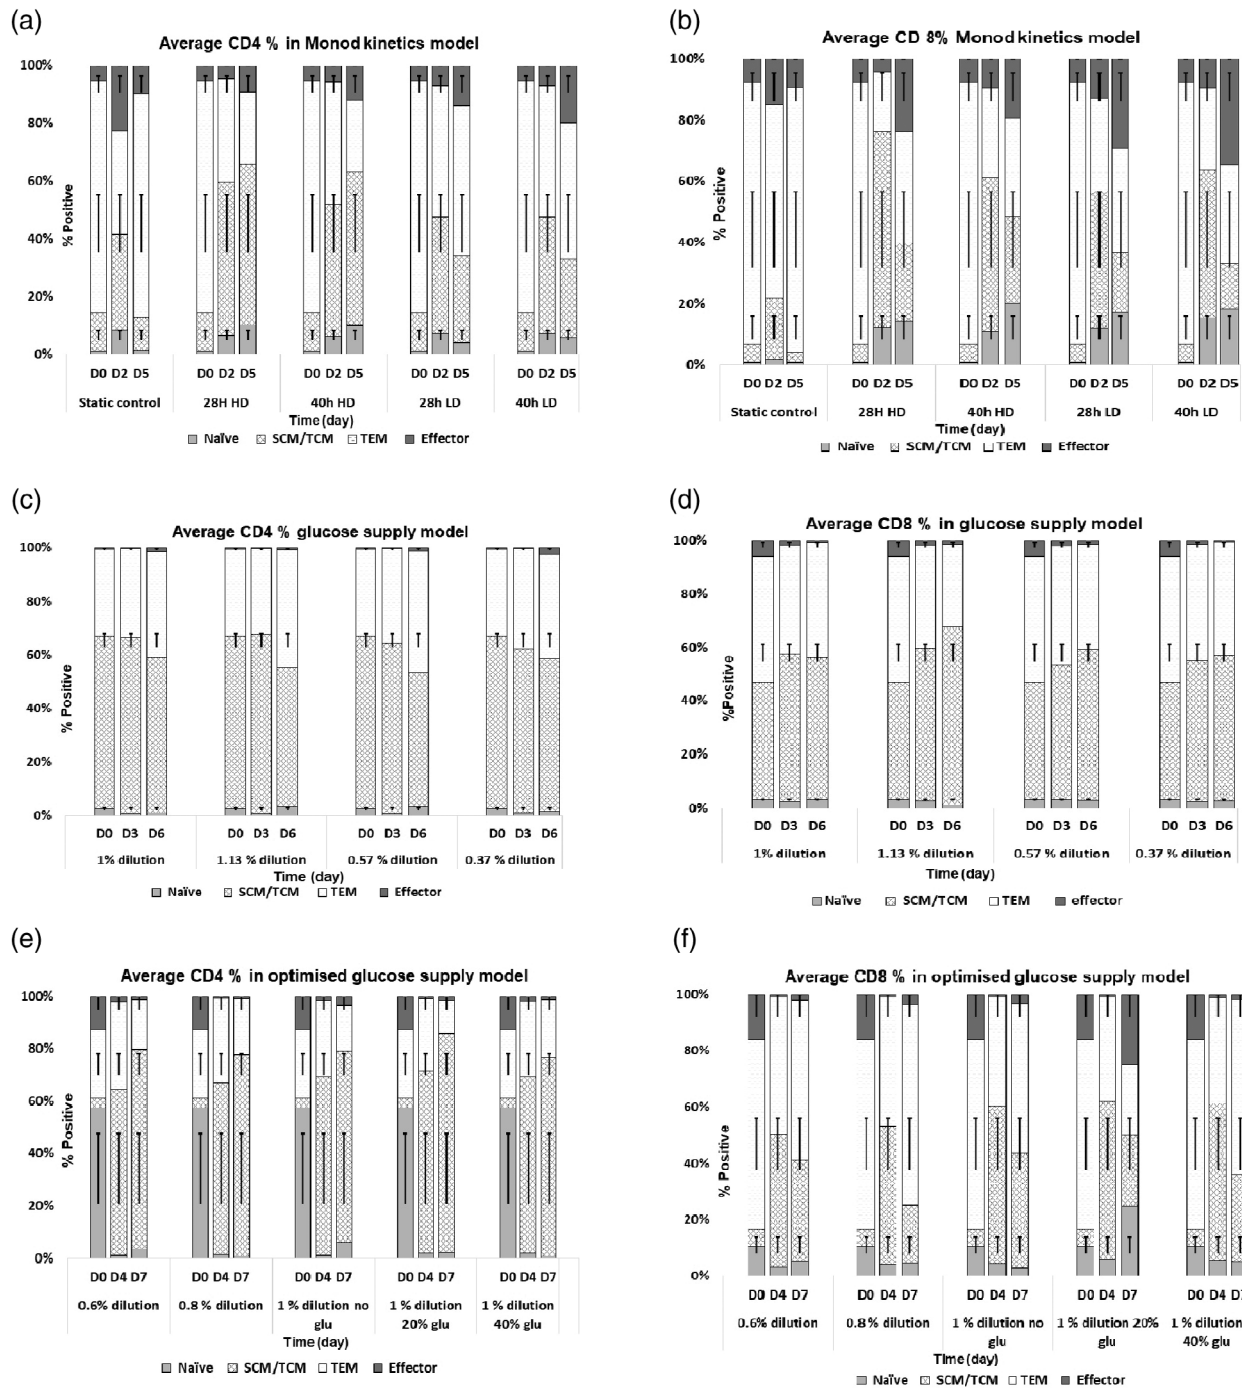 (a)
Average CD4 % in Monod kinetics model
100%
80%
60%
40%
20%
0%
% Positive
D0 D2 D5 D0 D2 D5 D0 D2 D5 D0 D2 D5 D0 D2 D5
Static control 28H HD 40h HD 28h LD 40h LD
Time (day)
Naïve SCM/TCM TEM Effector
(b)
Average CD 8% Monod kinetics model
100%
80%
60%
40%
20%
0%
% Positive
D0 D2 D5 D0 D2 D5 D0 D2 D5 D0 D2 D5 D0 D2 D5
Static control 28H HD 40h HD 28h LD 40h LD
Time (day)
Naïve SCM/TCM TEM Effector
(c)
Average CD4 % glucose supply model
100%
80%
60%
40%
20%
0%
% Positive
D0 D3 D6 D0 D3 D6 D0 D3 D6 D0 D3 D6
1% dilution 1.13 % dilution 0.57 % dilution 0.37 % dilution
Time (day)
Naïve SCM/TCM TEM Effector
(d)
Average CD8 % in glucose supply model
100%
80%
60%
40%
20%
0%
%Positive
D0 D3 D6 D0 D3 D6 D0 D3 D6 D0 D3 D6
1% dilution 1.13 % dilution 0.57 % dilution 0.37 % dilution
Time (day)
Naïve SCM/TCM TEM effector
(e)
Average CD4 % in optimised glucose supply model
100%
80%
60%
40%
20%
0%
% Positive
D0 D4 D7 D0 D4 D7 D0 D4 D7 D0 D4 D7 D0 D4 D7
0.6% dilution 0.8 % dilution 1 % dilution no 1 % dilution 1 % dilution
glu 20% glu 40% glu
Time (day)
Naïve SCM/TCM TEM Effector
(f)
Average CD8 % in optimised glucose supply model
100%
80%
60%
40%
20%
0%
% Positive
D0 D4 D7 D0 D4 D7 D0 D4 D7 D0 D4 D7 D0 D4 D7
0.6% dilution 0.8 % dilution 1 % dilution no 1 % dilution 20% 1 % dilution
glu glu 40% glu
Time (day)
Naïve SCM/TCM TEM Effector